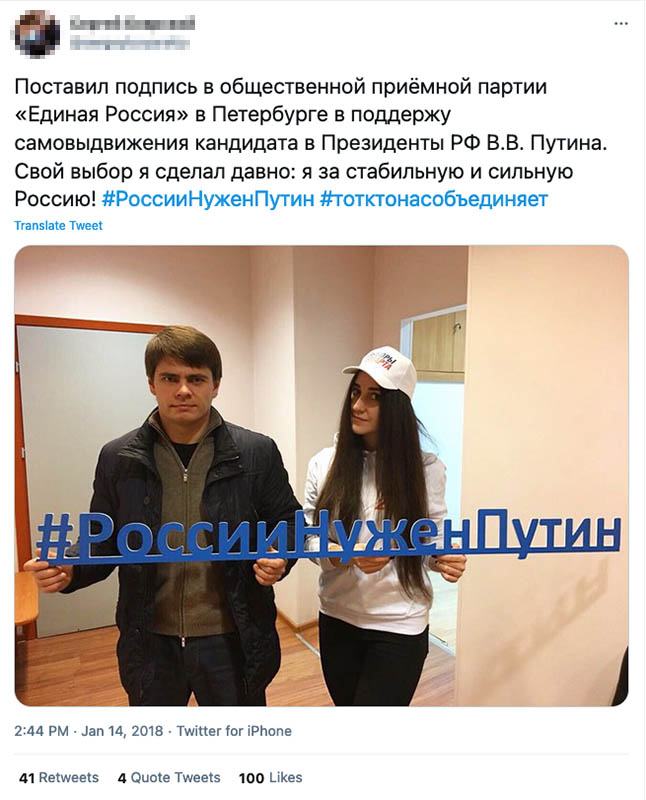 Поставил подпись в общественной приёмной партии
«Единая Россия» в Петербурге в поддержу
самовыдвижения кандидата в Президенты РФ В.В. Путина.
Свой выбор я сделал давно: я за стабильную и сильную
Россию! #РоссииНуженПутин #тотктонасобъединяет
Translate Tweet
#РоссииНуженПутин
2:44 PM · Jan 14, 2018 · Twitter for iPhone
41 Retweets 4 Quote Tweets 100 Likes